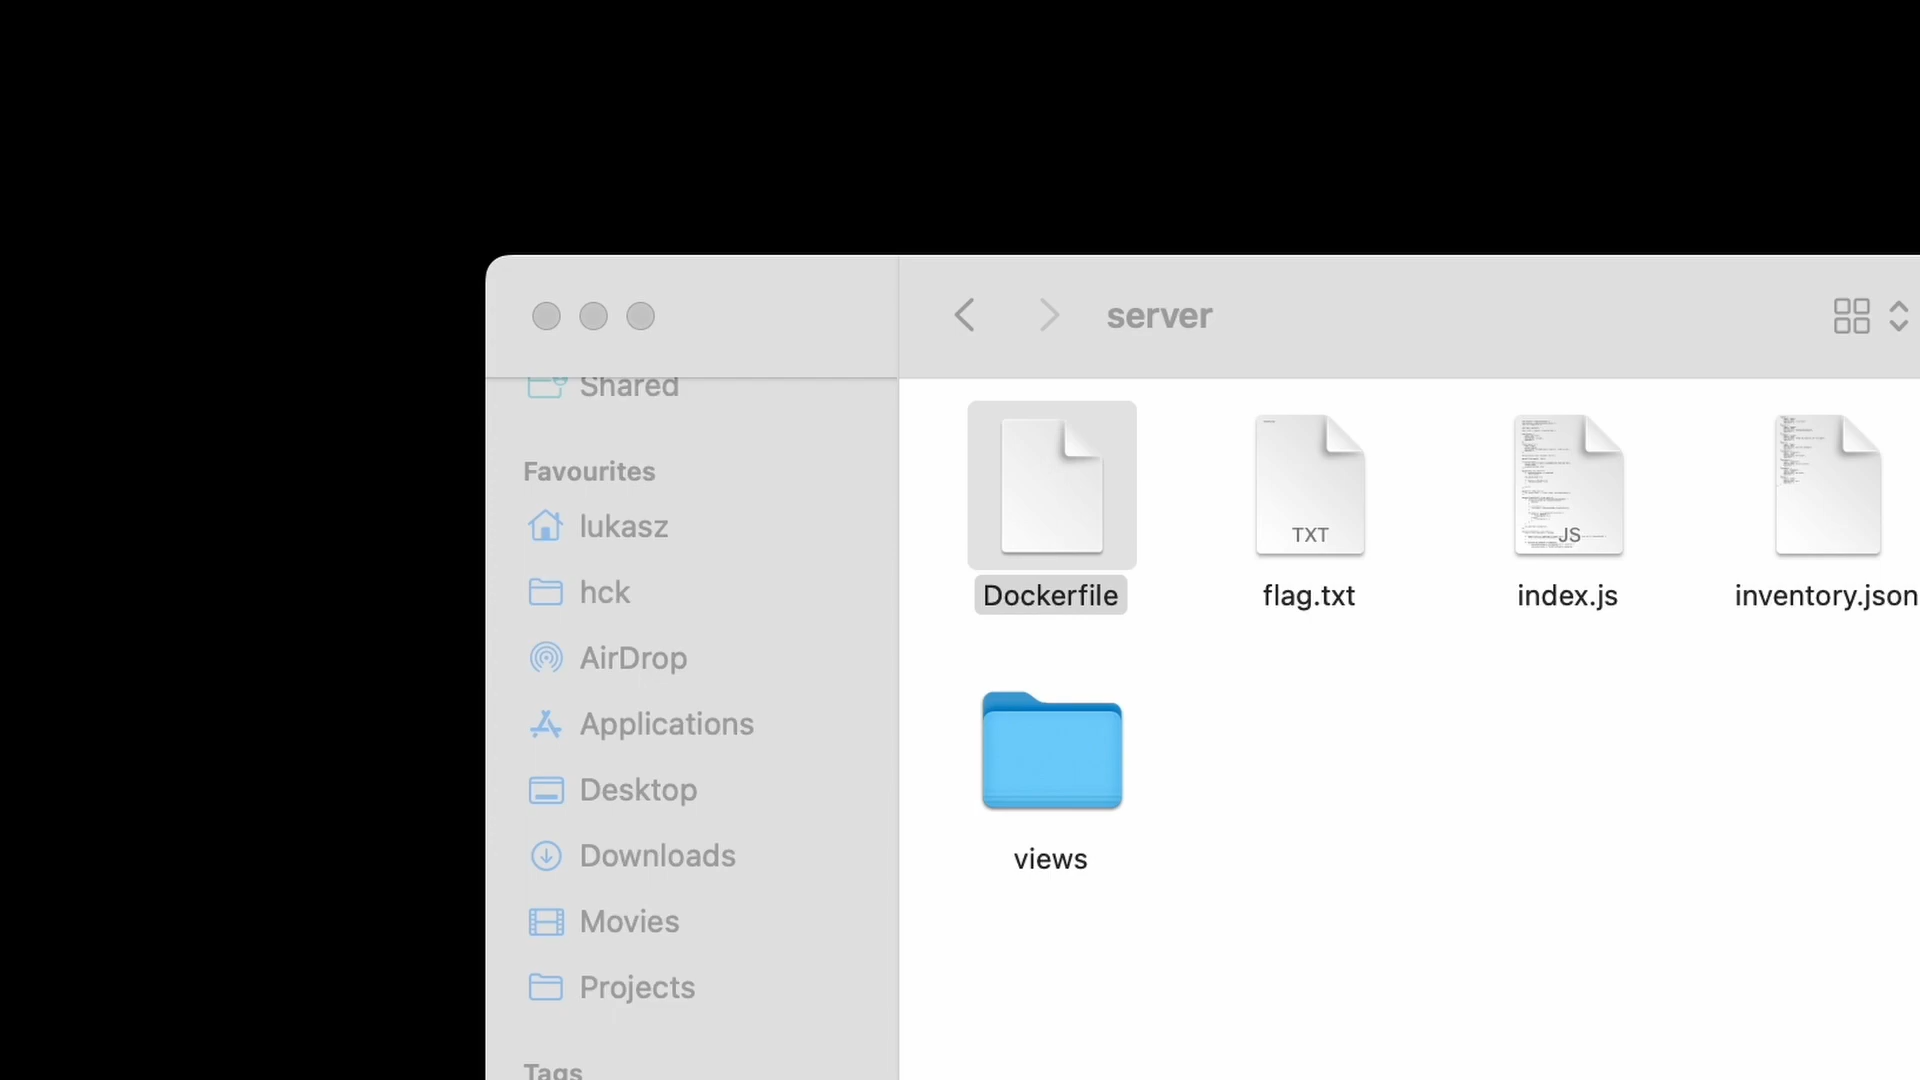 server
Shared
Favourites
lukasz
hck
AirDrop
Applications
Desktop
Downloads
Movies
Projects
Tags
TXT
JS
Dockerfile
flag.txt
index.js
inventory.json
views